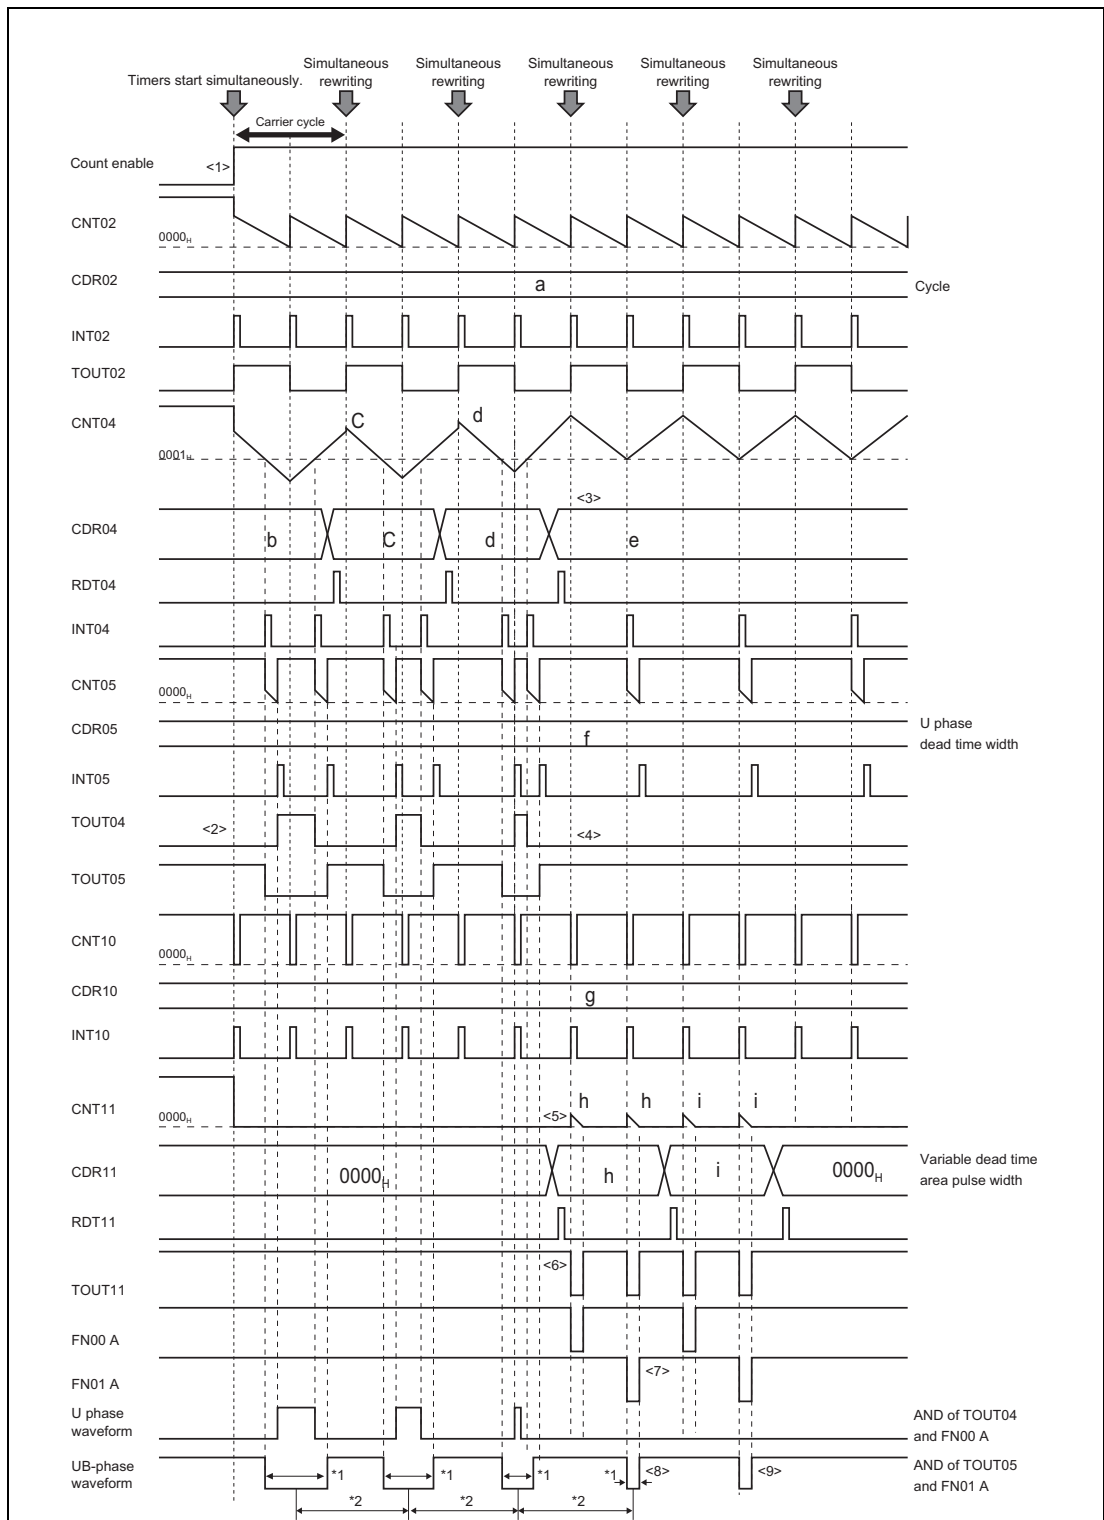 Simultaneous rewriting Simultaneous rewriting Simultaneous rewriting Simultaneous rewriting Simultaneous rewriting
Timers start simultaneously.
Carrier cycle
Count enable <1>
CNT02
0000H
CDR02 a Cycle
INT02
TOUT02
CNT04 C d
0001H
<3>
CDR04 b C d e
RDT04
INT04
CNT05
0000H
CDR05 f U phase dead time width
INT05
TOUT04 <2> <4>
TOUT05
CNT10
0000H
CDR10 g
INT10
CNT11 h h i i
0000H <5>
CDR11 0000H h i 0000H Variable dead time area pulse width
RDT11
TOUT11 <6>
FN00 A
FN01 A <7>
U phase waveform AND of TOUT04 and FN00 A
UB-phase waveform *1 *1 *1 *1 <8> <9> AND of TOUT05 and FN01 A
*2 *2 *2